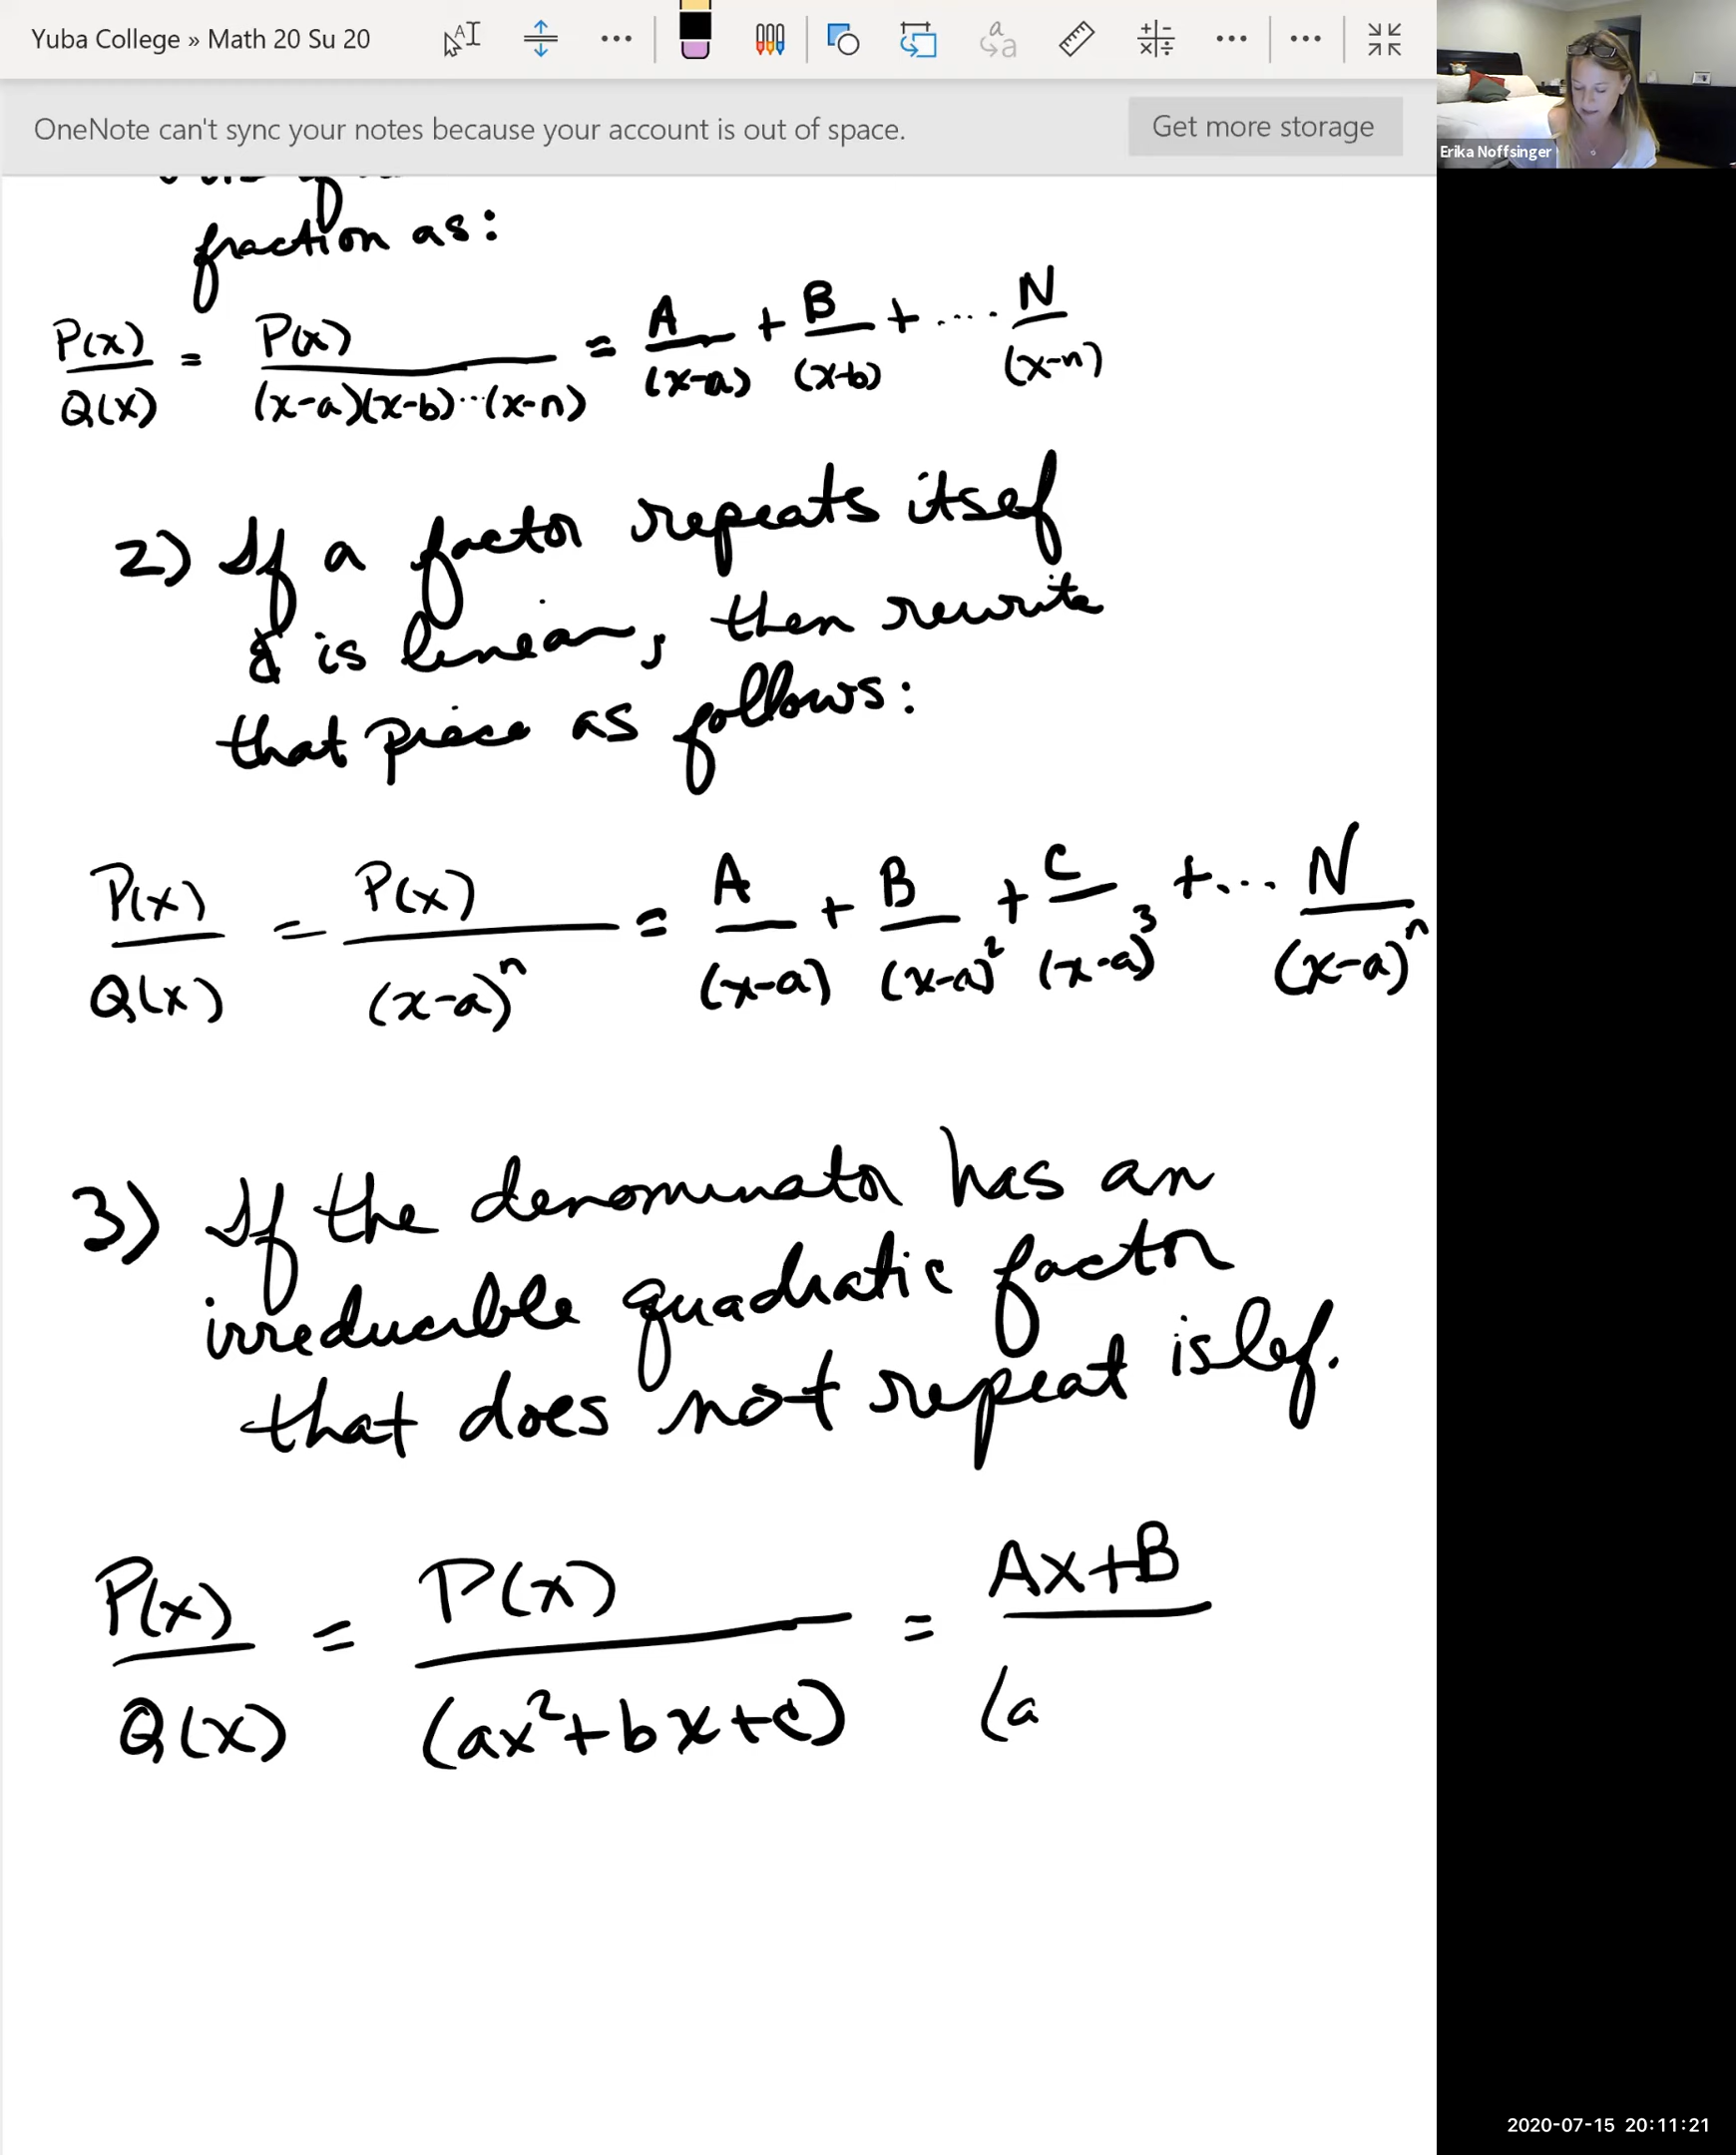 Yuba College » Math 20 Su 20
OneNote can't sync your notes because your account is out of space.
Get more storage
Erika Noffsinger
fraction as:
P(x)/Q(x) = P(x)/(x-a)(x-b)...(x-n) = A/(x-a) + B/(x+b) + .... N/(x-n)
2) If a factor repeats itsef
& is linear, then rewrite
that piece as follows:
P(x)/Q(x) = P(x)/(x-a)^n = A/(x-a) + B/(x-a)^2 + C/(x-a)^3 +... N/(x-a)^n
3) If the denominator has an
irreducible quadratic factor
that does not repeat islef.
P(x)/Q(x) = P(x)/(ax^2+bx+c) = Ax+B/(a
2020-07-15 20:11:21